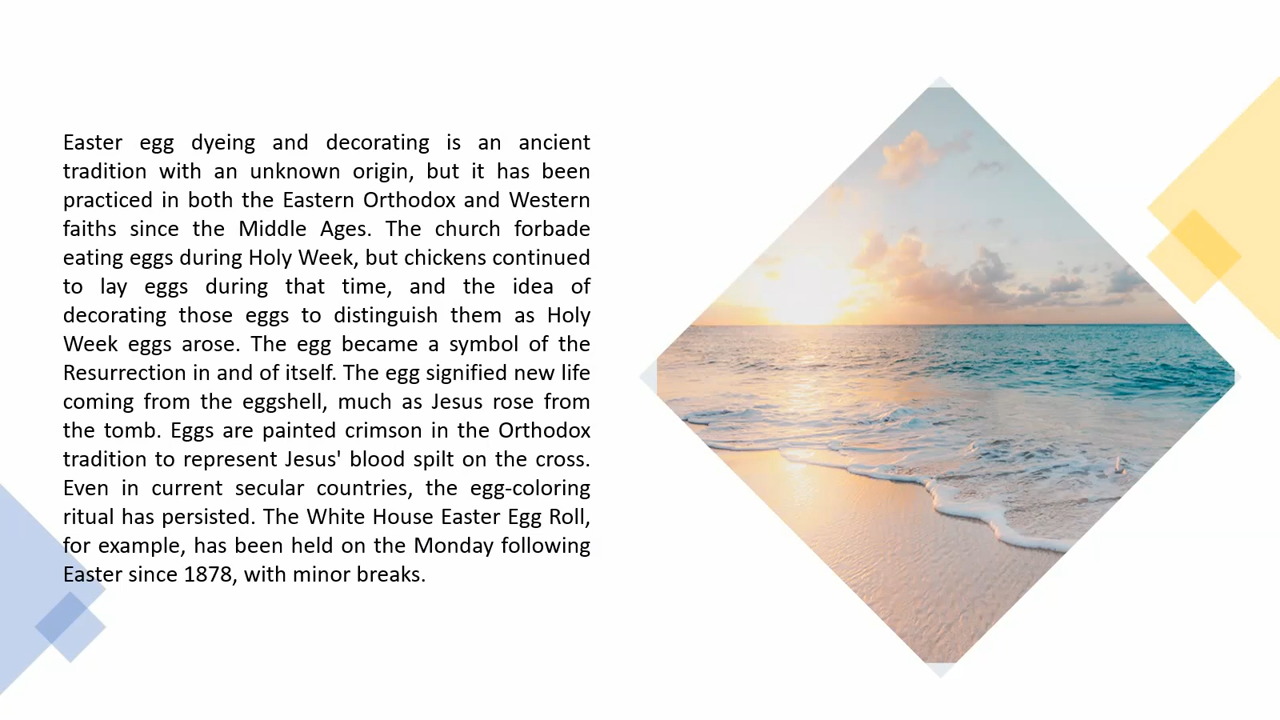 Easter egg dyeing and decorating is an ancient
tradition with an unknown origin, but it has been
practiced in both the Eastern Orthodox and Western
faiths since the Middle Ages. The church forbade
eating eggs during Holy Week, but chickens continued
to lay eggs during that time, and the idea of
decorating those eggs to distinguish them as Holy
Week eggs arose. The egg became a symbol of the
Resurrection in and of itself. The egg signified new life
coming from the eggshell, much as Jesus rose from
the tomb. Eggs are painted crimson in the Orthodox
tradition to represent Jesus' blood spilt on the cross.
Even in current secular countries, the egg-coloring
ritual has persisted. The White House Easter Egg Roll,
for example, has been held on the Monday following
Easter since 1878, with minor breaks.